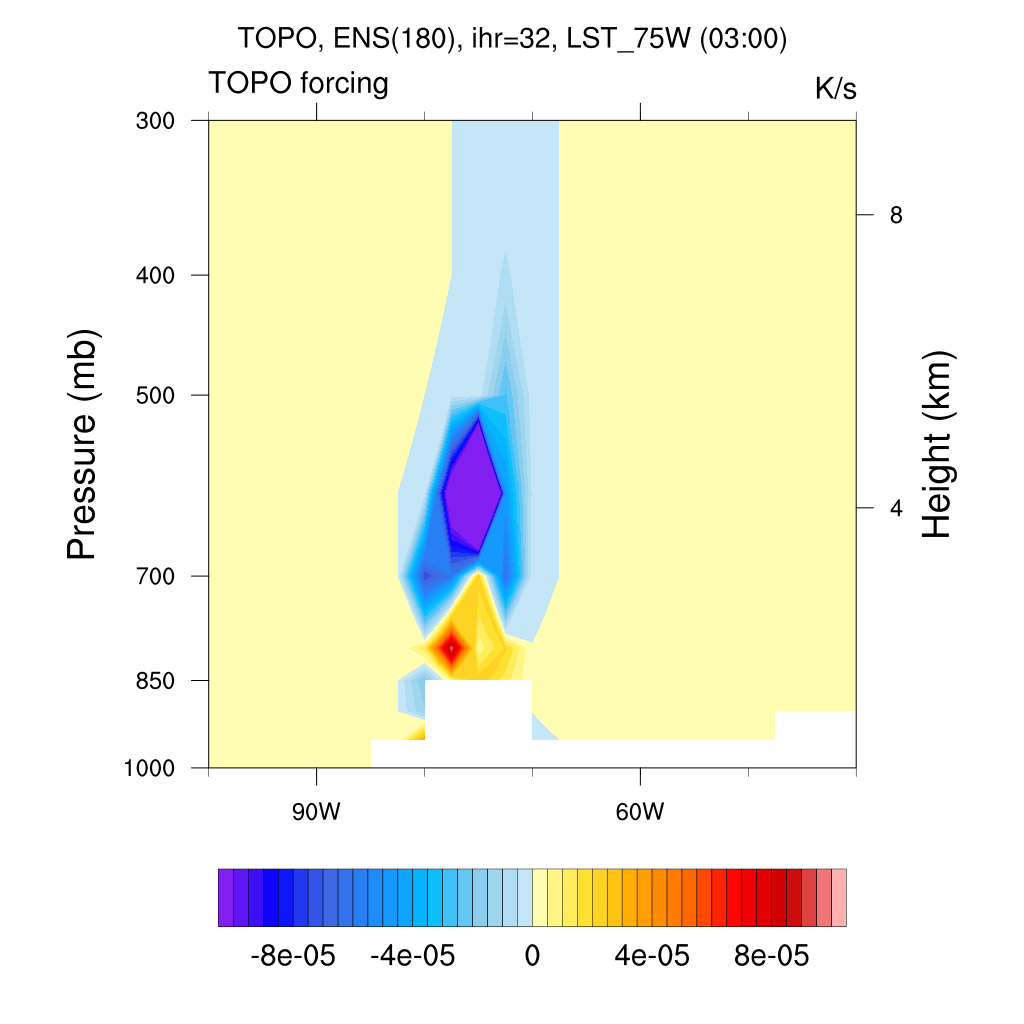 TOPO, ENS(180), ihr=32, LST_75W (03:00)
TOPO forcing
K/s
300
400
500
700
850
1000
Pressure (mb)
8
4
Height (km)
90W
60W
-8e-05
-4e-05
0
4e-05
8e-05